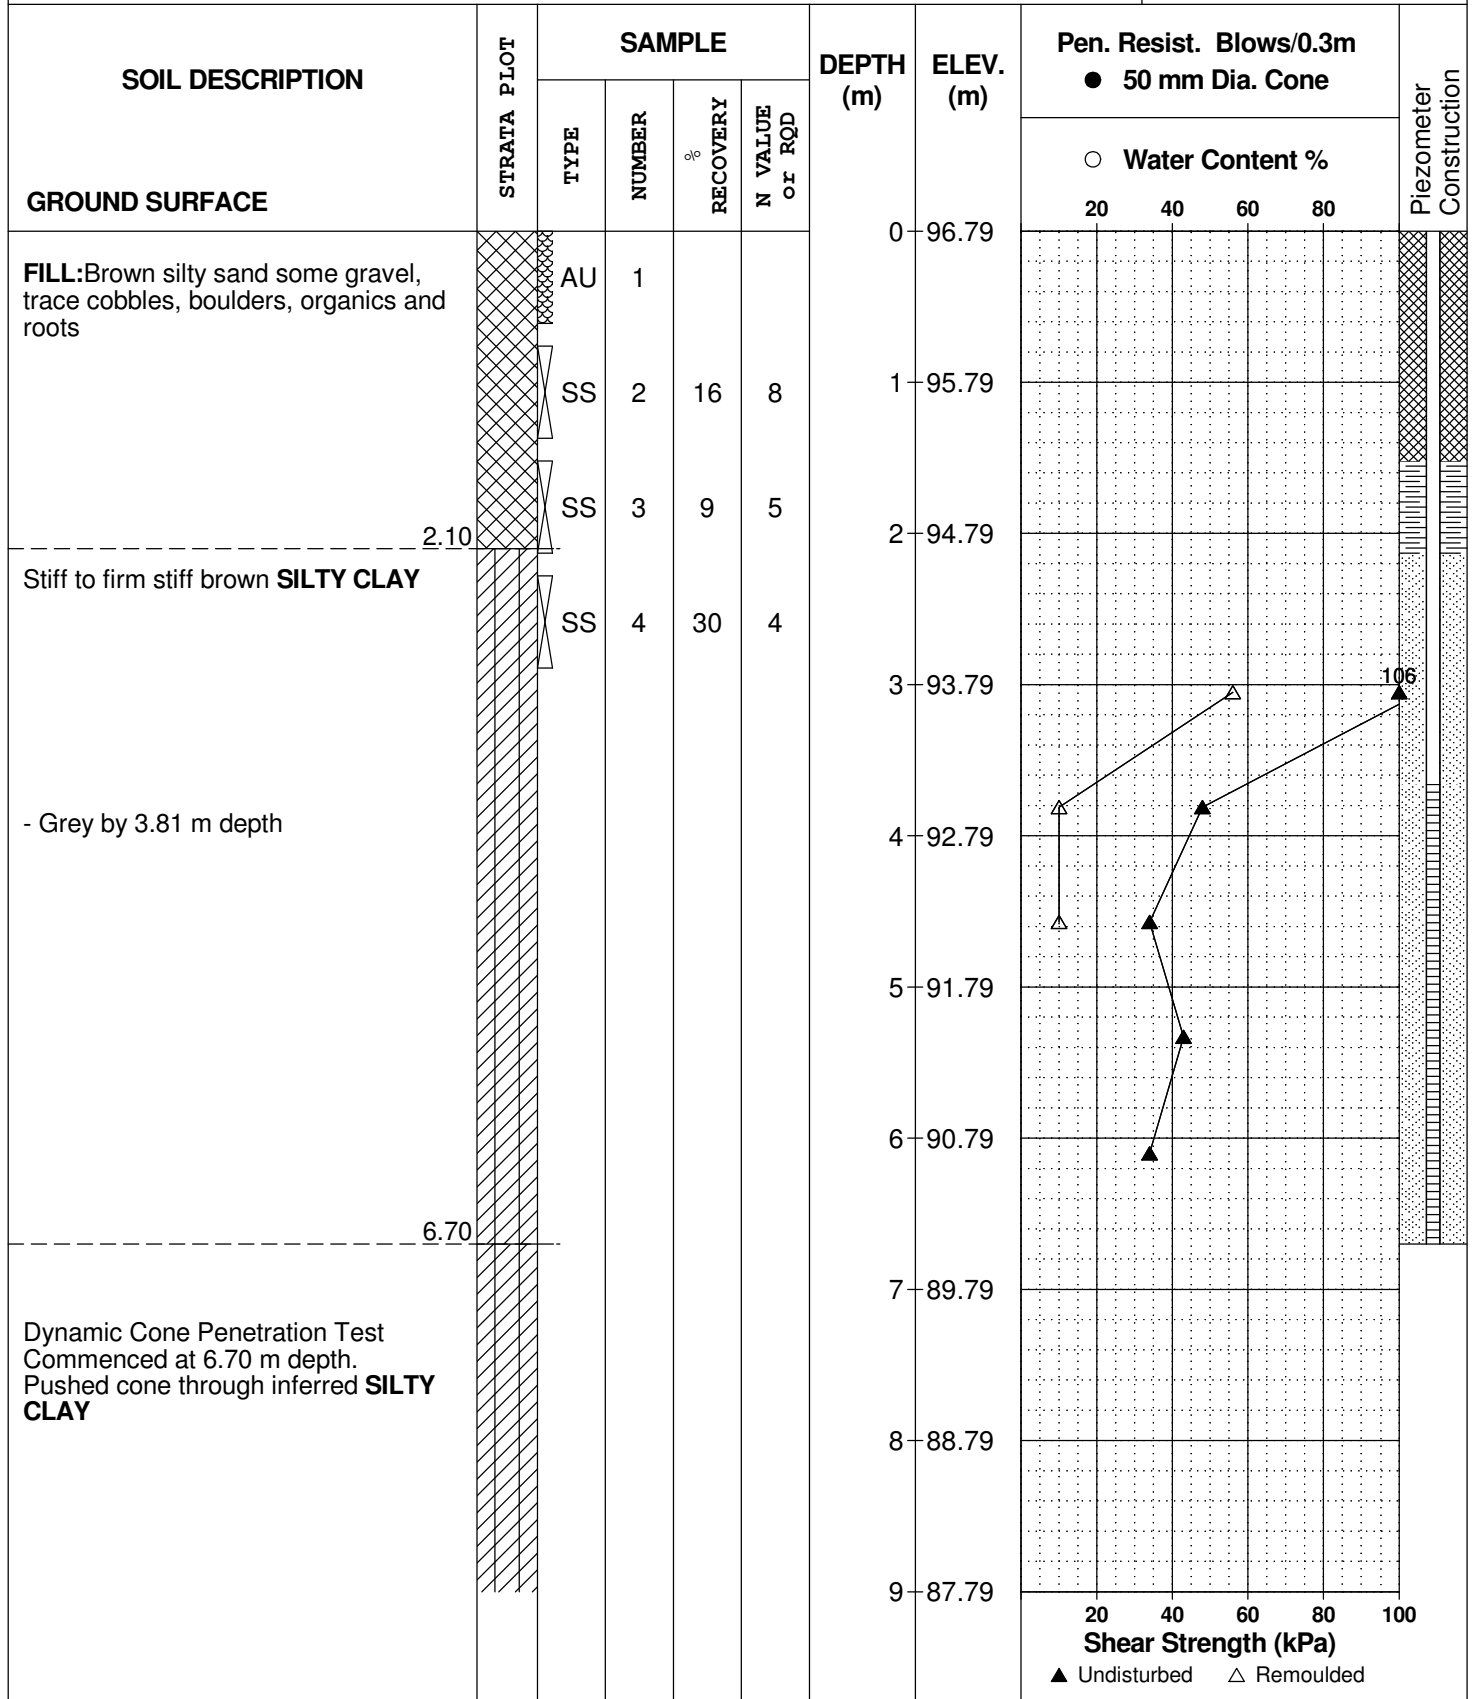 SOIL DESCRIPTION
GROUND SURFACE
STRATA PLOT
SAMPLE
TYPE
NUMBER
%
RECOVERY
N VALUE
or RQD
DEPTH
(m)
ELEV.
(m)
Pen. Resist. Blows/0.3m
● 50 mm Dia. Cone
○ Water Content %
20 40 60 80
Piezometer
Construction
0 96.79
FILL:Brown silty sand some gravel,
trace cobbles, boulders, organics and
roots
AU 1
SS 2 16 8
1 95.79
SS 3 9 5
2.10
2 94.79
Stiff to firm stiff brown SILTY CLAY
SS 4 30 4
106
3 93.79
- Grey by 3.81 m depth
4 92.79
5 91.79
6 90.79
6.70
7 89.79
Dynamic Cone Penetration Test
Commenced at 6.70 m depth.
Pushed cone through inferred SILTY
CLAY
8 88.79
9 87.79
20 40 60 80 100
Shear Strength (kPa)
▲ Undisturbed △ Remoulded